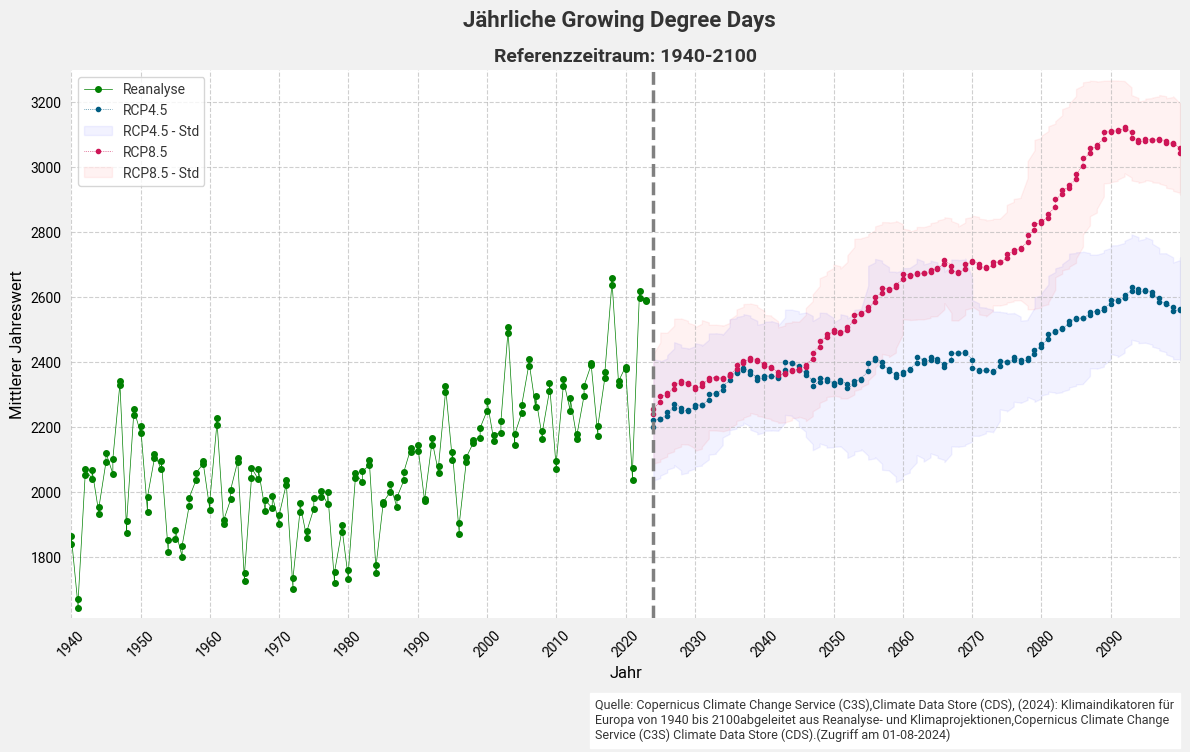 Jährliche Growing Degree Days
Referenzzeitraum: 1940-2100
Reanalyse
RCP4.5
RCP4.5 - Std
RCP8.5
RCP8.5 - Std
Mittlerer Jahreswert
3200
3000
2800
2600
2400
2200
2000
1800
1940 1950 1960 1970 1980 1990 2000 2010 2020 2030 2040 2050 2060 2070 2080 2090
Jahr
Quelle: Copernicus Climate Change Service (C3S),Climate Data Store (CDS), (2024): Klimaindikatoren für
Europa von 1940 bis 2100abgeleitet aus Reanalyse- und Klimaprojektionen,Copernicus Climate Change
Service (C3S) Climate Data Store (CDS).(Zugriff am 01-08-2024)